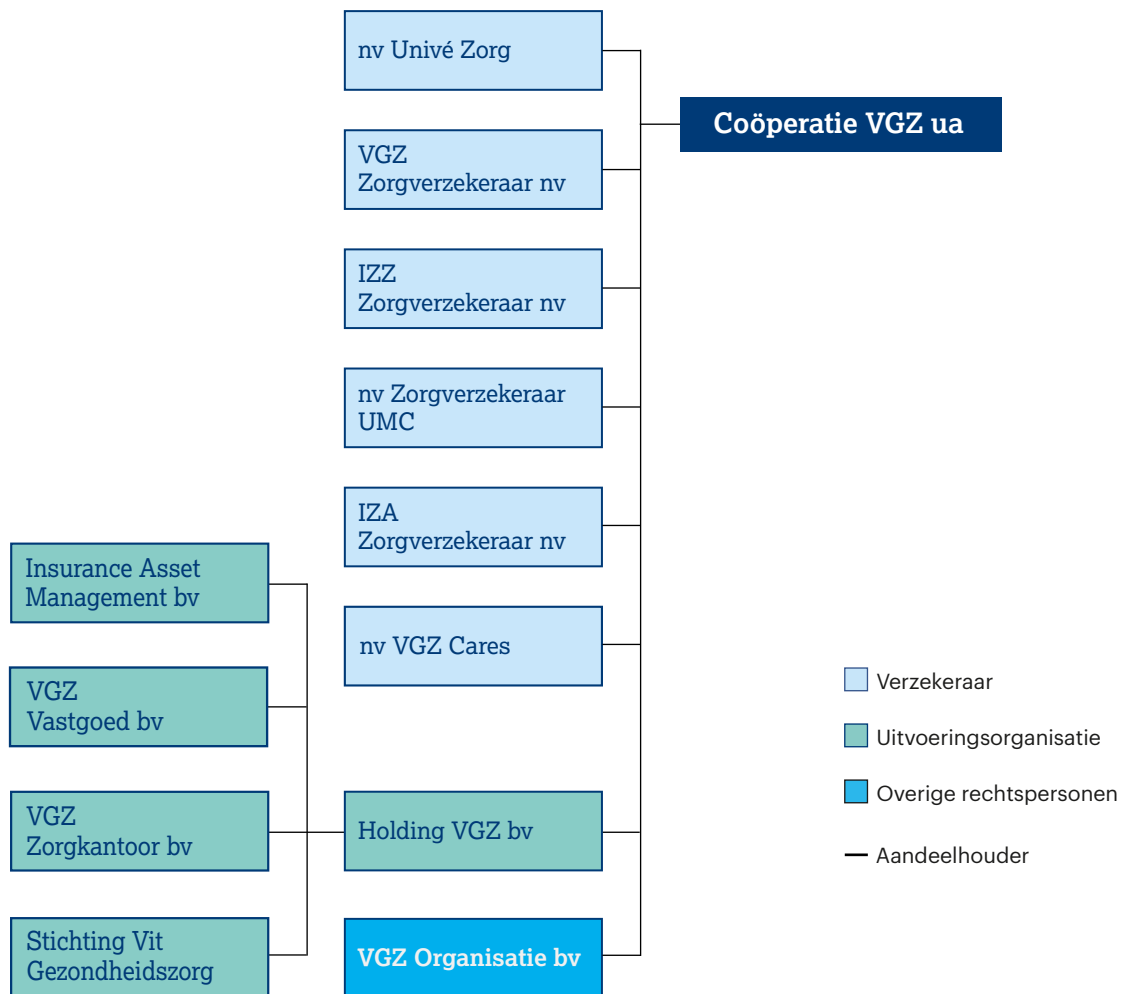 nv Univé Zorg
Coöperatie VGZ ua
VGZ
Zorgverzekeraar nv
IZZ
Zorgverzekeraar nv
nv Zorgverzekeraar
UMC
IZA
Zorgverzekeraar nv
nv VGZ Cares
Insurance Asset
Management bv
VGZ
Vastgoed bv
VGZ
Zorgkantoor bv
Stichting Vit
Gezondheidszorg
Holding VGZ bv
VGZ Organisatie bv
Verzekeraar
Uitvoeringsorganisatie
Overige rechtspersonen
Aandeelhouder